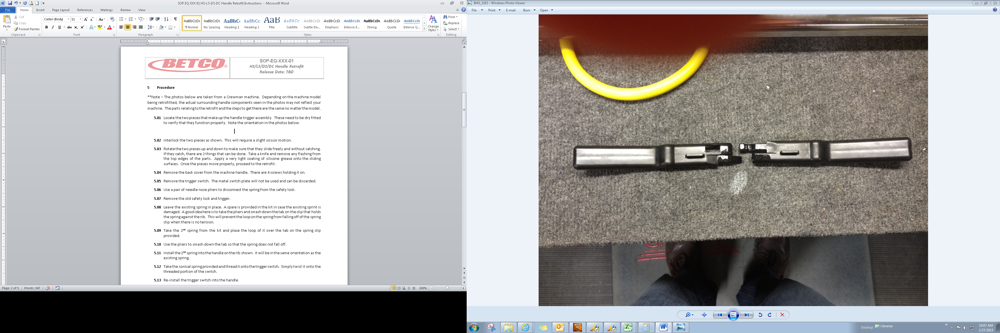 SOP EQ XXX 01 HS-LS-DS-DC Handle Retrofit Instructions - Microsoft Word
File Home Insert Page Layout References Mailings Review View
Paste
Cut
Copy
Format Painter
Clipboard
Calibri (Body) 11
Font
Paragraph
AaBbCcDc AaBbCcDc AaBbC AaBbCc AaB AaBbCc. AaBbCcDc AaBbCcDc AaBbCcDc AaBbCcDc AaBbCcDc AaBbCcDc
¶ Normal No Spacing Heading 1 Heading 2 Title Subtitle Subtle Em... Emphasis Intense E... Strong Quote Intense Q...
Styles
Change Styles
Find
Replace
Select
Editing
1 2 3 4 5 6 7
BETCO®
SOP-EQ-XXX-01
HS/LS/DS/DC Handle Retrofit
Release Date: TBD
5 Procedure
**Note – The photos below are taken from a Crewman machine. Depending on the machine model
being retrofitted, the actual surrounding handle components seen in the photos may not reflect your
machine. The parts relating to the retrofit and the steps to get there are the same no matter the model.
5.01 Locate the two pieces that make up the handle trigger assembly. These need to be dry fitted
to verify that they function properly. Note the orientation in the photos below.
5.02 Interlock the two pieces as shown. This will require a slight scissor motion.
5.03 Rotate the two pieces up and down to make sure that they slide freely and without catching.
If they catch, there are 2 things that can be done. Take a knife and remove any flashing from
the top edges of the parts. Apply a very light coating of silicone grease onto the sliding
surfaces. Once the pieces move properly, proceed to the retrofit.
5.04 Remove the back cover from the machine handle. There are 4 screws holding it on.
5.05 Remove the trigger switch. The metal switch plate will not be used and can be discarded.
5.06 Use a pair of needle nose pliers to disconnect the spring from the safety lock.
5.07 Remove the old safety lock and trigger.
5.08 Leave the existing spring in place. A spare is provided in the kit in case the existing sprint is
damaged. A good idea here is to take the pliers and smash down the tab on the clip that holds
the spring against the rib. This will prevent the loop on the spring from falling off of the spring
clip when there is no tension.
5.09 Take the 2nd spring from the kit and place the loop of it over the tab on the spring clip
provided.
5.10 Use the pliers to smash down the tab so that the spring does not fall off.
5.11 Install the 2nd spring into the handle on the rib shown. It will be in the same orientation as the
existing spring.
5.12 Take the conical spring provided and thread it onto the trigger switch. Simply twist it onto the
threaded portion of the switch.
5.13 Re-install the trigger switch into the handle.
Page: 2 of 5 Words: 947 100%
IMG_3183 - Windows Photo Viewer
File Print E-mail Burn Open
Desktop Libraries
10:07 AM
2/27/2015